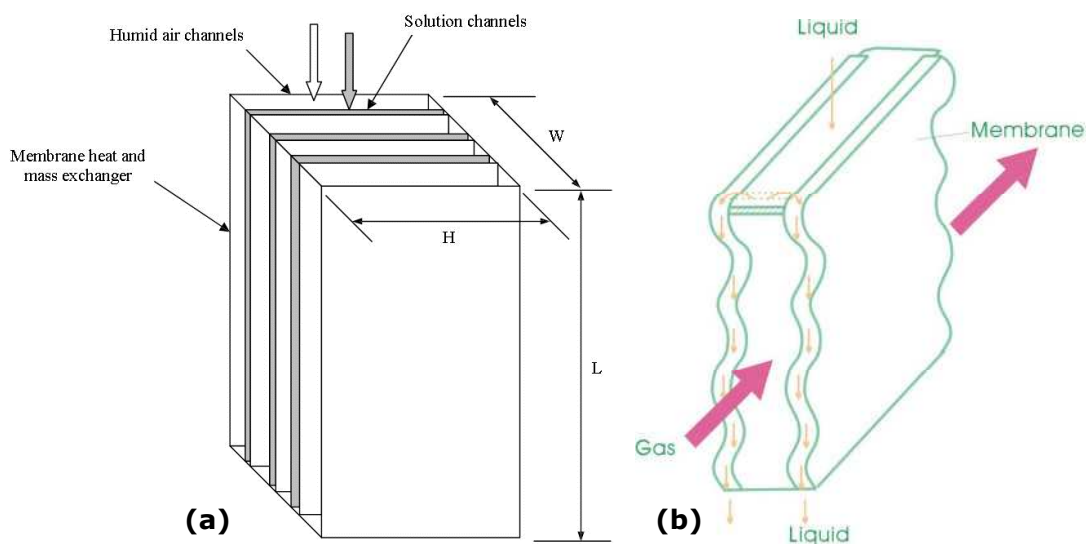 Humid air channels
Solution channels
Membrane heat and
mass exchanger
W
H
L
(a)
Liquid
Membrane
Gas
(b)
Liquid